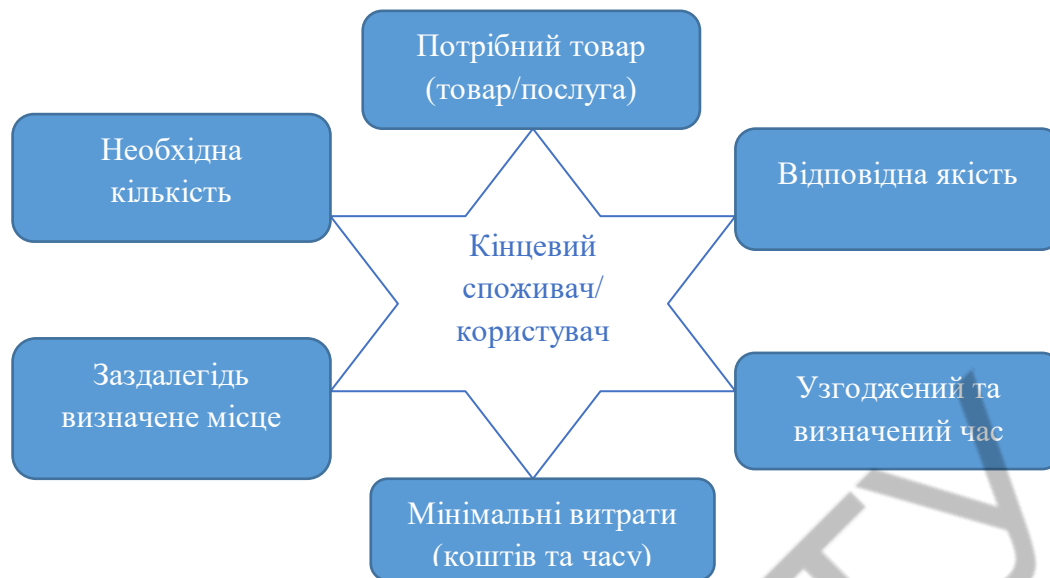 Потрібний товар
(товар/послуга)
Необхідна
кількість
Відповідна якість
Кінцевий
споживач/
користувач
Заздалегідь
визначене місце
Узгоджений та
визначений час
Мінімальні витрати
(коштів та часу)
ТУ